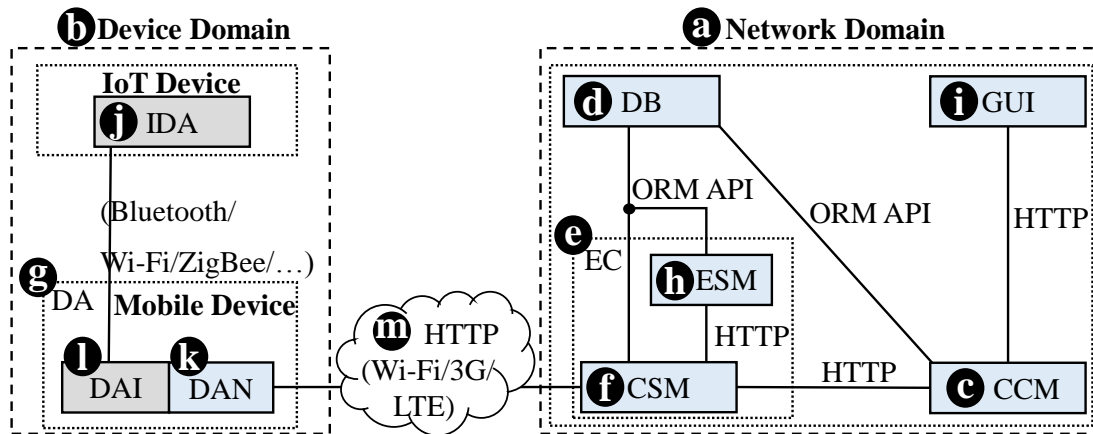 b Device Domain
IoT Device
j IDA
(Bluetooth/
Wi-Fi/ZigBee/…)
g
DA
Mobile Device
l
k
DAI
DAN
m HTTP
(Wi-Fi/3G/
LTE)
a Network Domain
d DB
i GUI
ORM API
ORM API
HTTP
e
EC
h ESM
HTTP
f CSM
HTTP
c CCM